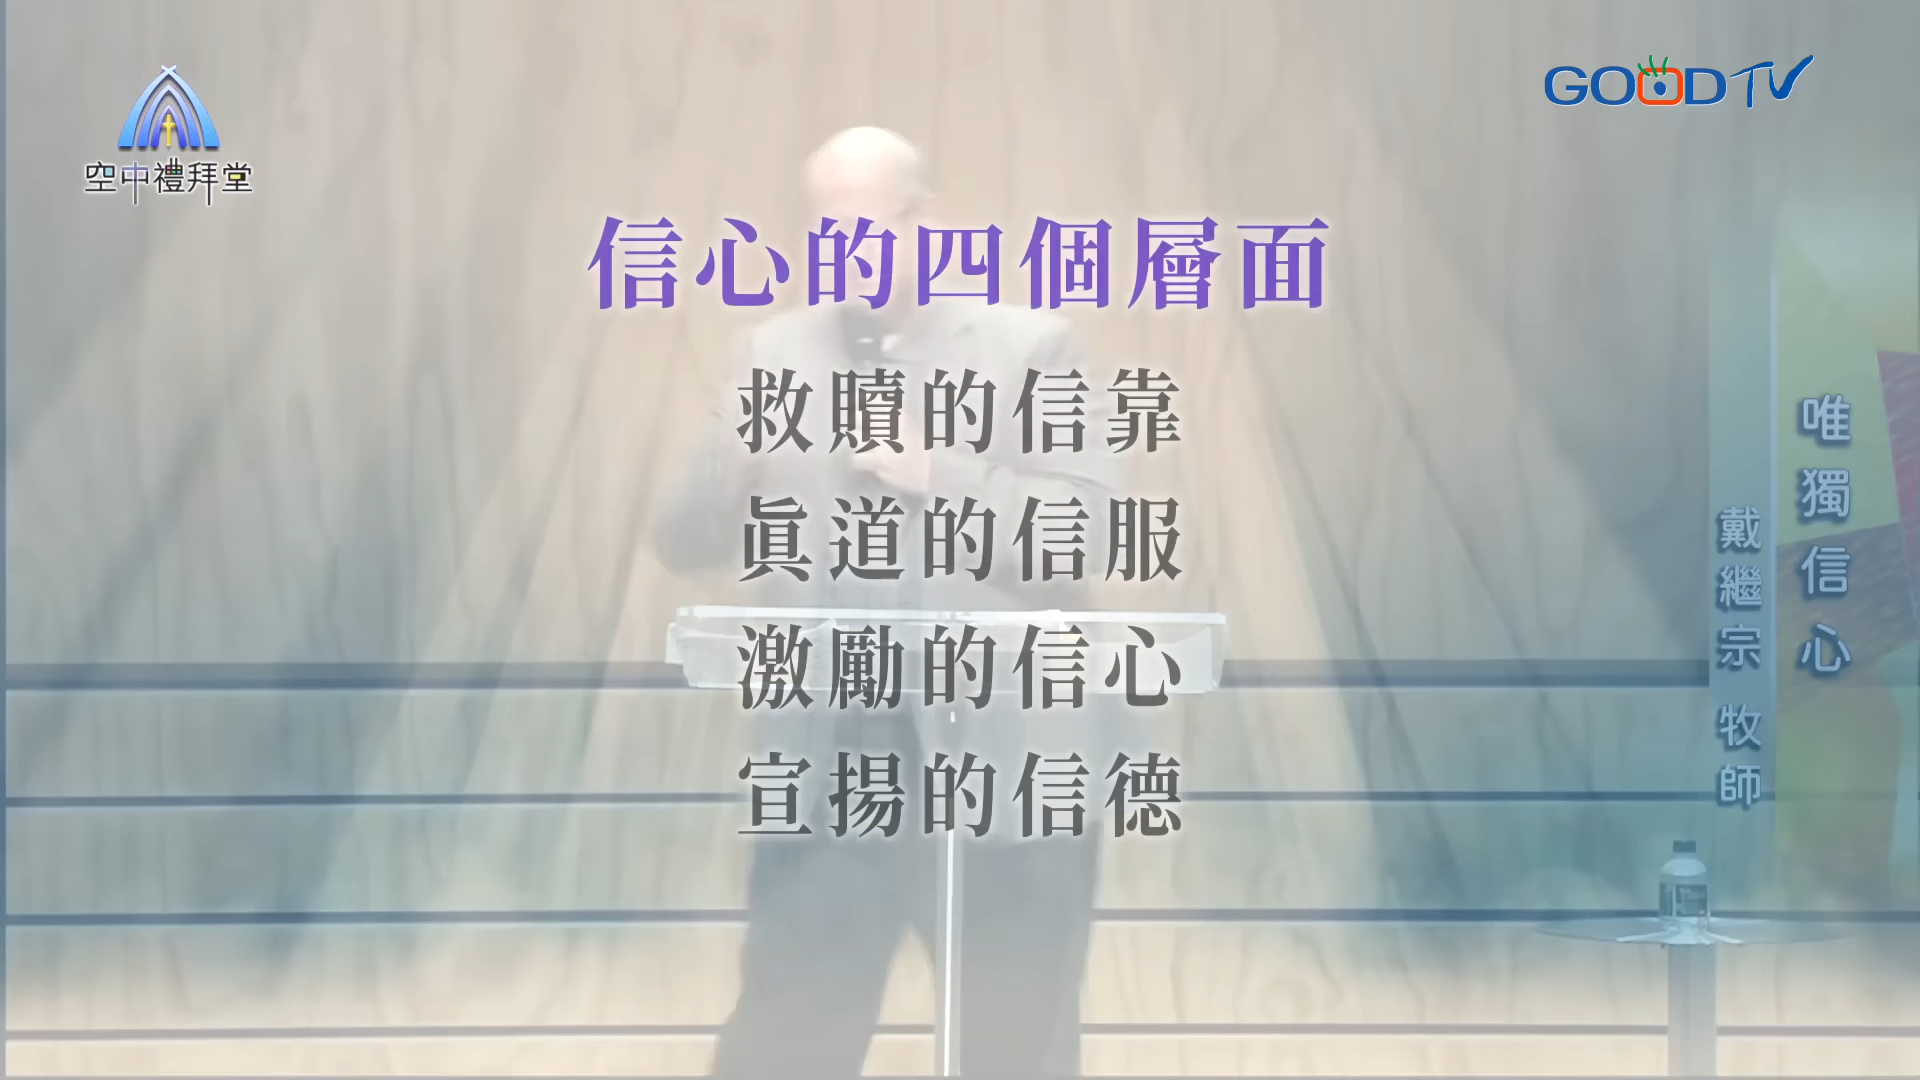 空中禮拜堂
GOODTV
信心的四個層面
救贖的信靠
眞道的信服
激勵的信心
宣揚的信德
唯獨信心
戴繼宗 牧師